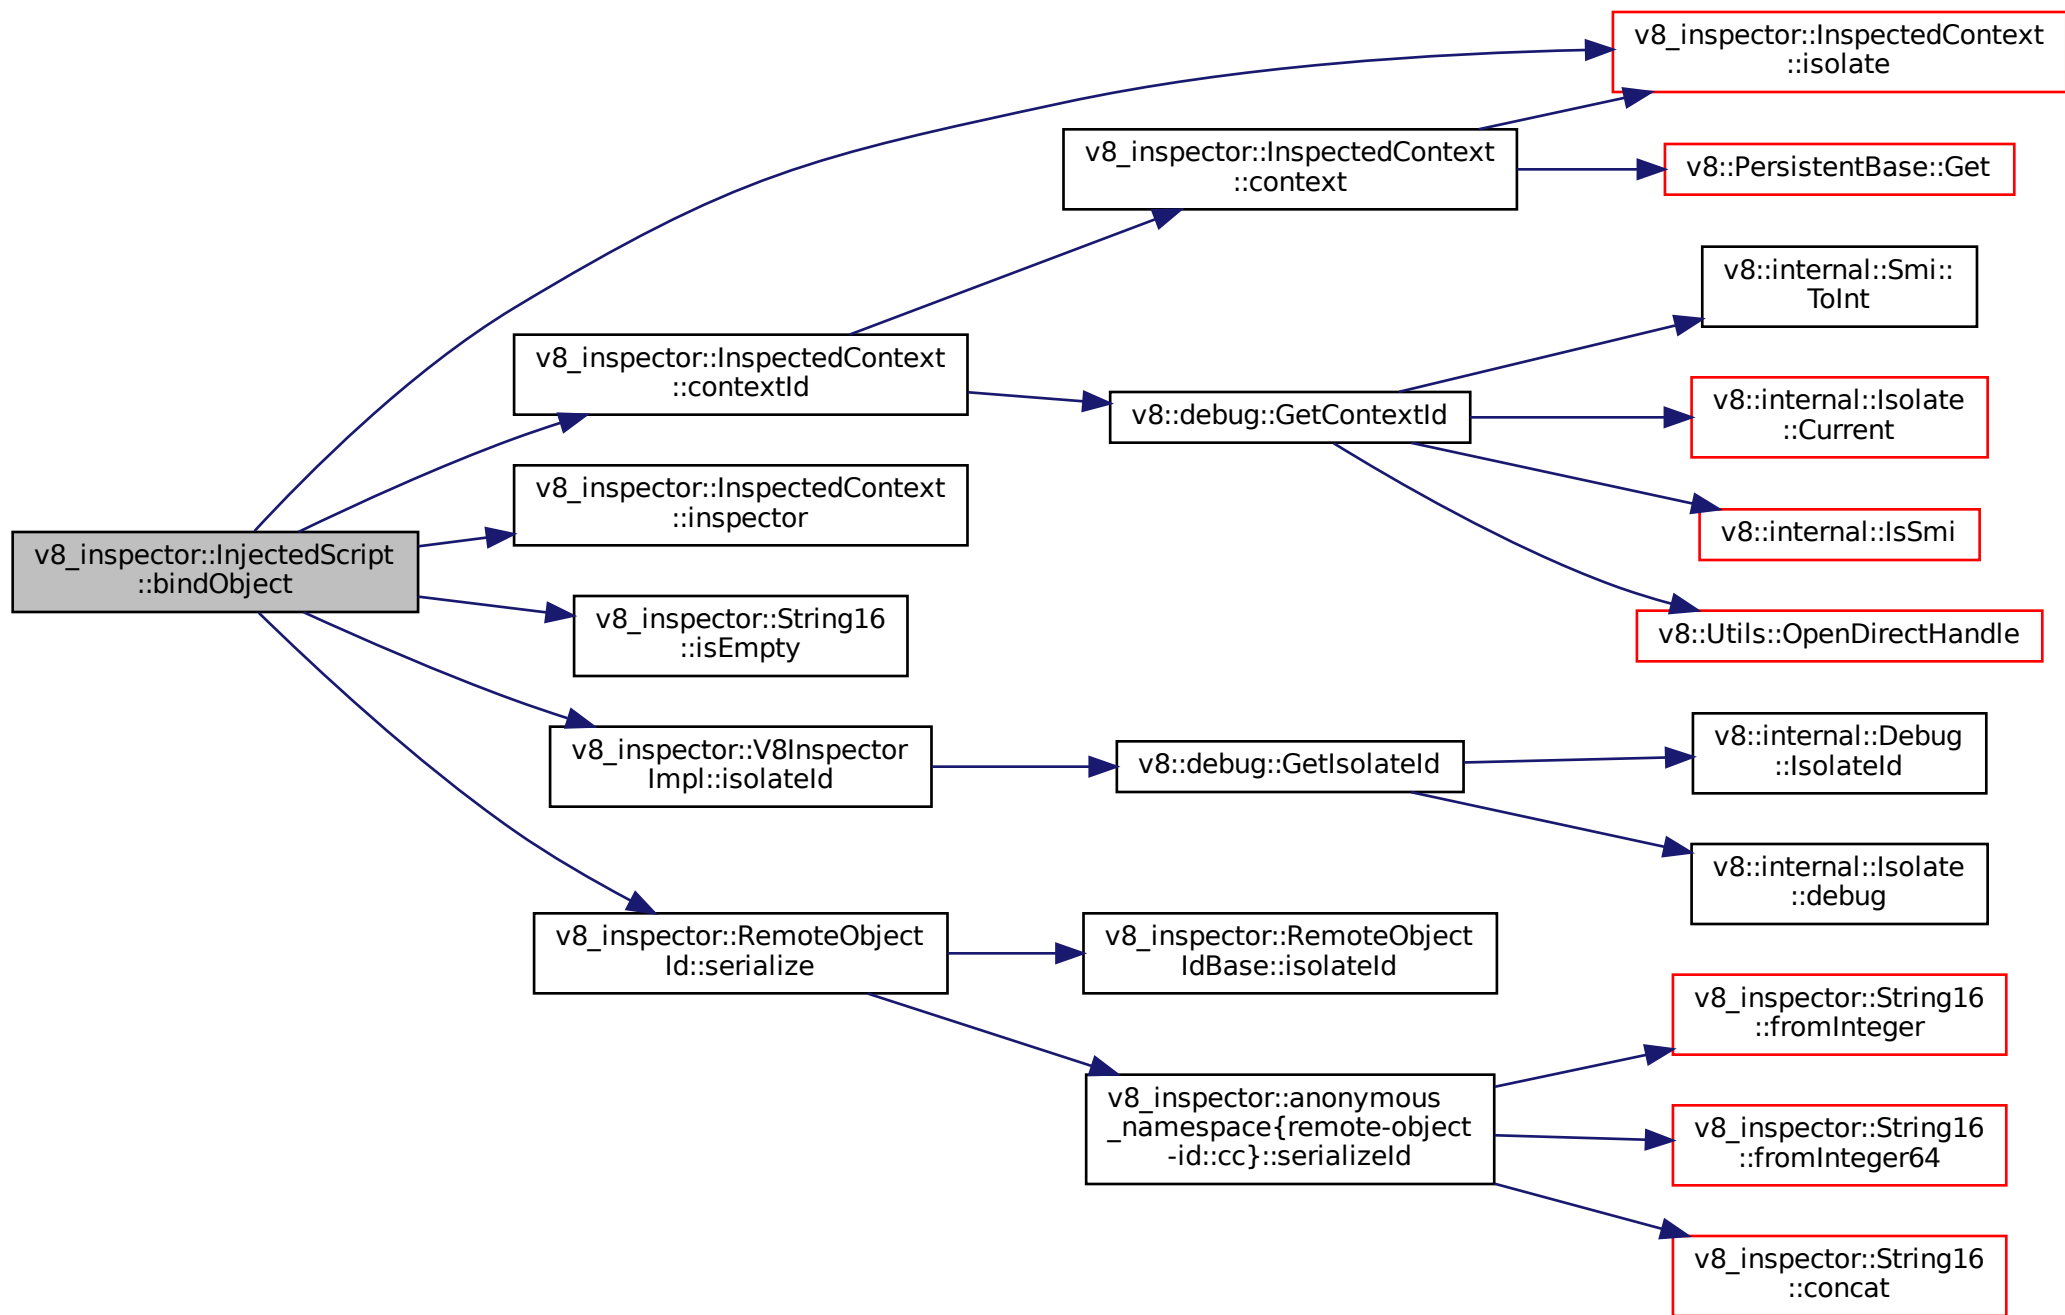 v8_inspector::InjectedScript
::bindObject
v8_inspector::InspectedContext
::isolate
v8_inspector::InspectedContext
::contextId
v8_inspector::InspectedContext
::context
v8::PersistentBase::Get
v8::debug::GetContextId
v8::internal::Smi::
ToInt
v8::internal::Isolate
::Current
v8::internal::IsSmi
v8::Utils::OpenDirectHandle
v8_inspector::InspectedContext
::inspector
v8_inspector::String16
::isEmpty
v8_inspector::V8Inspector
Impl::isolateId
v8::debug::GetIsolateId
v8::internal::Debug
::IsolateId
v8::internal::Isolate
::debug
v8_inspector::RemoteObject
Id::serialize
v8_inspector::RemoteObject
IdBase::isolateId
v8_inspector::anonymous
_namespace{remote-object
-id::cc}::serializeId
v8_inspector::String16
::fromInteger
v8_inspector::String16
::fromInteger64
v8_inspector::String16
::concat